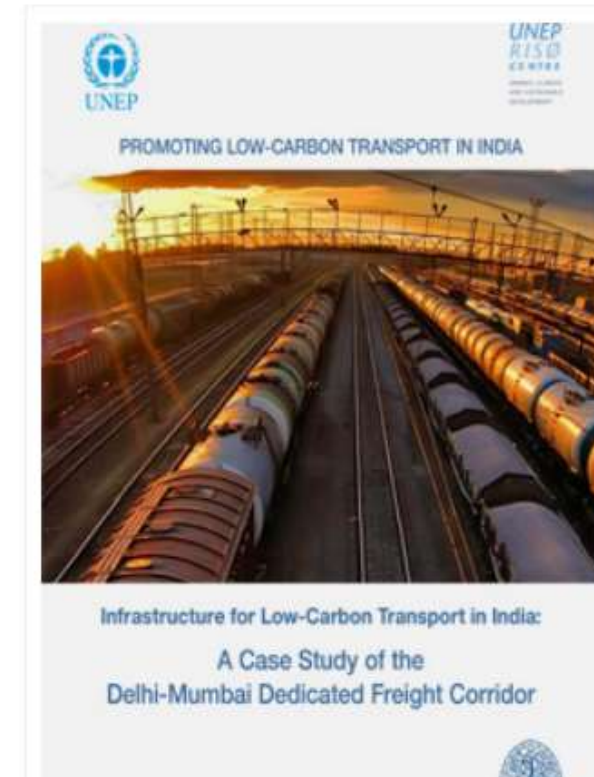 UNEP
UNEP
RISØ
CENTRE
PROMOTING LOW-CARBON TRANSPORT IN INDIA
Infrastructure for Low-Carbon Transport in India:
A Case Study of the
Delhi-Mumbai Dedicated Freight Corridor